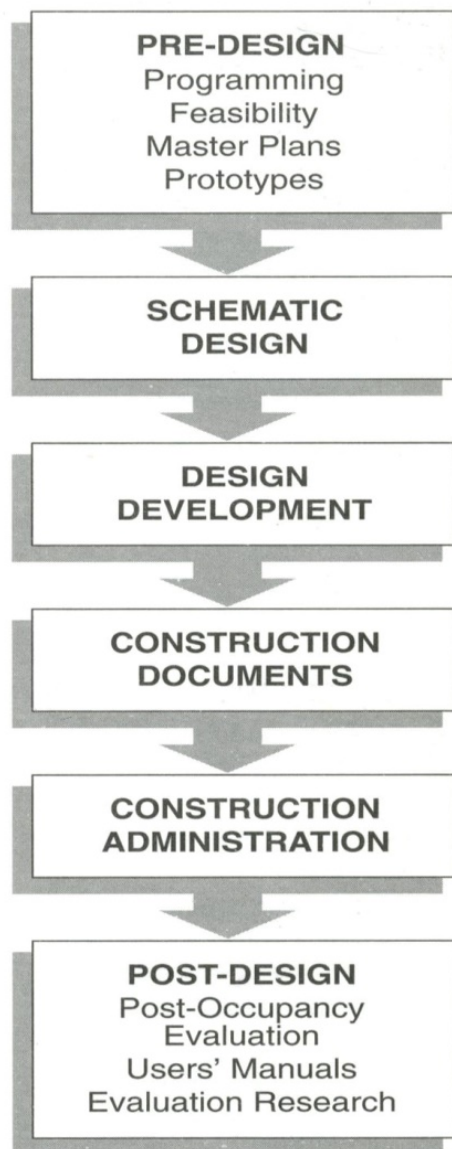 PRE-DESIGN
Programming
Feasibility
Master Plans
Prototypes
SCHEMATIC
DESIGN
DESIGN
DEVELOPMENT
CONSTRUCTION
DOCUMENTS
CONSTRUCTION
ADMINISTRATION
POST-DESIGN
Post-Occupancy
Evaluation
Users' Manuals
Evaluation Research